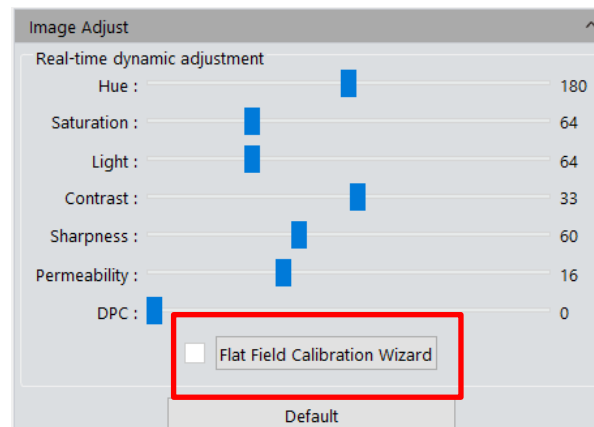 Image Adjust
Real-time dynamic adjustment
Hue : 180
Saturation : 64
Light : 64
Contrast : 33
Sharpness : 60
Permeability : 16
DPC : 0
Flat Field Calibration Wizard
Default